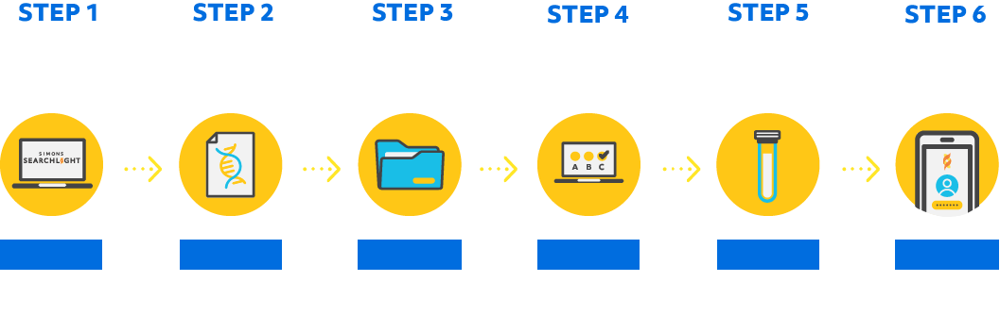 STEP 1
STEP 2
STEP 3
STEP 4
STEP 5
STEP 6
SIMONS
SEARCHLIGHT
A B C